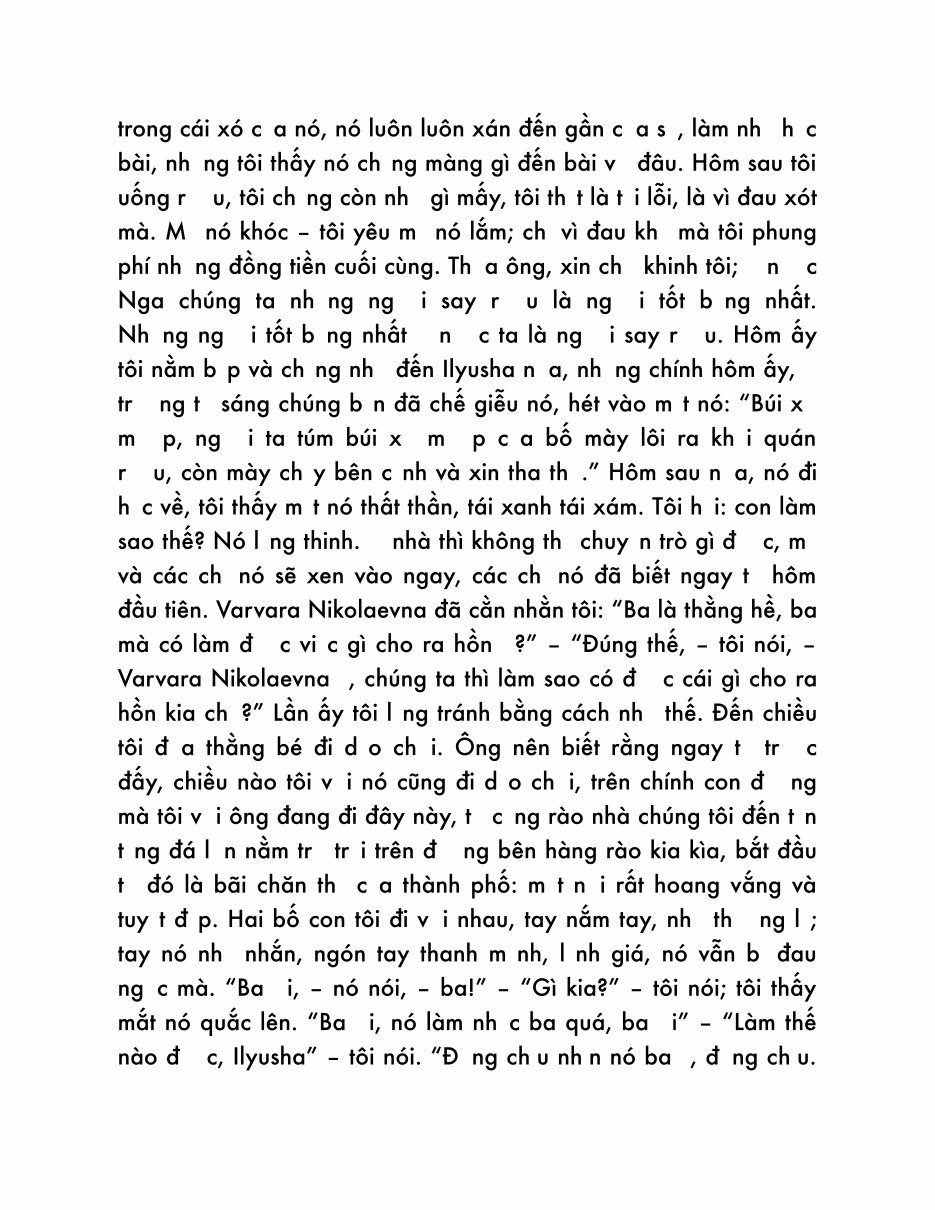 trong cái xó c a nó, nó luôn luôn xán đến gần c a s , làm nh h c
bài, nh ng tôi thấy nó ch ng màng gì đến bài v đâu. Hôm sau tôi
uống r u, tôi ch ng còn nh gì mấy, tôi th t là t i lỗi, là vì đau xót
mà. M nó khóc – tôi yêu m nó lắm; ch vì đau kh mà tôi phung
phí nh ng đồng tiền cuối cùng. Th a ông, xin ch khinh tôi; n c
Nga chúng ta nh ng ng i say r u là ng i tốt b ng nhất.
Nh ng ng i tốt b ng nhất n c ta là ng i say r u. Hôm ấy
tôi nằm b p và ch ng nh đến Ilyusha n a, nh ng chính hôm ấy,
tr ng t sáng chúng b n đã chế giễu nó, hét vào m t nó: “Búi x
m p, ng i ta túm búi x m p c a bố mày lôi ra kh i quán
r u, còn mày ch y bên c nh và xin tha th .” Hôm sau n a, nó đi
h c về, tôi thấy m t nó thất thần, tái xanh tái xám. Tôi h i: con làm
sao thế? Nó l ng thinh. nhà thì không th chuy n trò gì đ c, m
và các ch nó sẽ xen vào ngay, các ch nó đã biết ngay t hôm
đầu tiên. Varvara Nikolaevna đã cằn nhằn tôi: “Ba là thằng hề, ba
mà có làm đ c vi c gì cho ra hồn ?” – “Đúng thế, – tôi nói, –
Varvara Nikolaevna , chúng ta thì làm sao có đ c cái gì cho ra
hồn kia ch ?” Lần ấy tôi l ng tránh bằng cách nh thế. Đến chiều
tôi đ a thằng bé đi d o ch i. Ông nên biết rằng ngay t tr c
đấy, chiều nào tôi v i nó cũng đi d o ch i, trên chính con đ ng
mà tôi v i ông đang đi đây này, t c ng rào nhà chúng tôi đến t n
t ng đá l n nằm tr tr i trên đ ng bên hàng rào kia kìa, bắt đầu
t đó là bãi chăn th c a thành phố: m t n i rất hoang vắng và
tuy t đ p. Hai bố con tôi đi v i nhau, tay nắm tay, nh th ng l ;
tay nó nh nhắn, ngón tay thanh m nh, l nh giá, nó vẫn b đau
ng c mà. “Ba i, – nó nói, – ba!” – “Gì kia?” – tôi nói; tôi thấy
mắt nó quắc lên. “Ba i, nó làm nh c ba quá, ba i” – “Làm thế
nào đ c, Ilyusha” – tôi nói. “Đ ng ch u nh n nó ba , đ ng ch u.